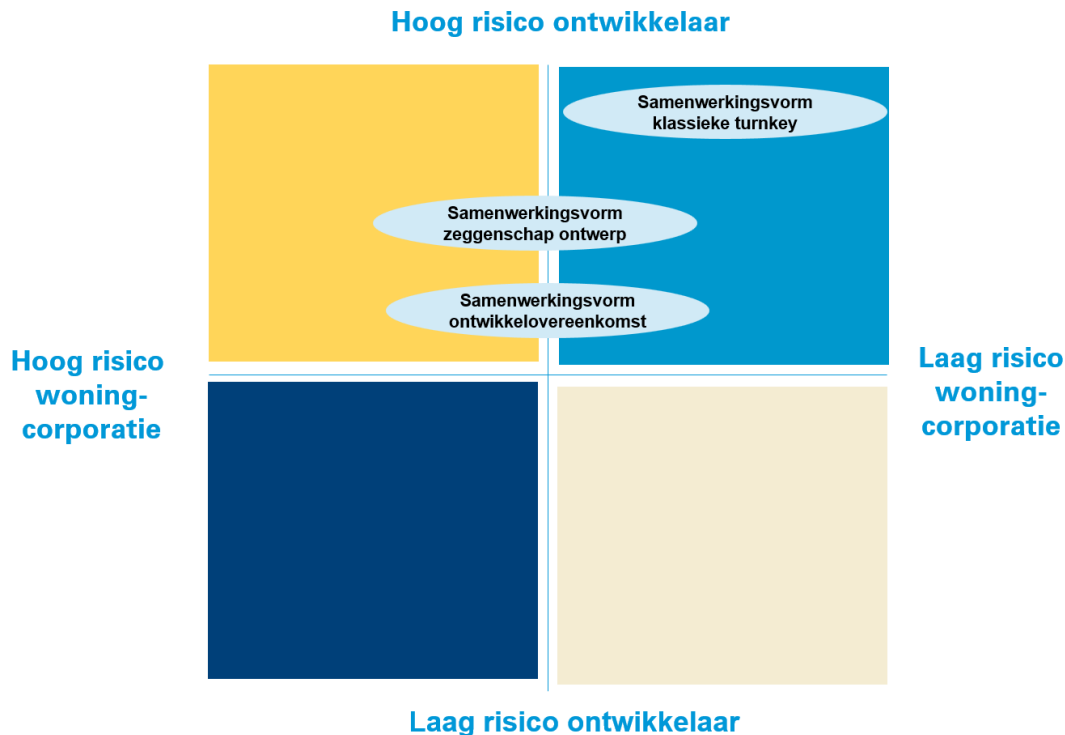 Hoog risico ontwikkelaar
Samenwerkingsvorm
klassieke turnkey
Samenwerkingsvorm
zeggenschap ontwerp
Samenwerkingsvorm
ontwikkelovereenkomst
Hoog risico
woning-
corporatie
Laag risico
woning-
corporatie
Laag risico ontwikkelaar